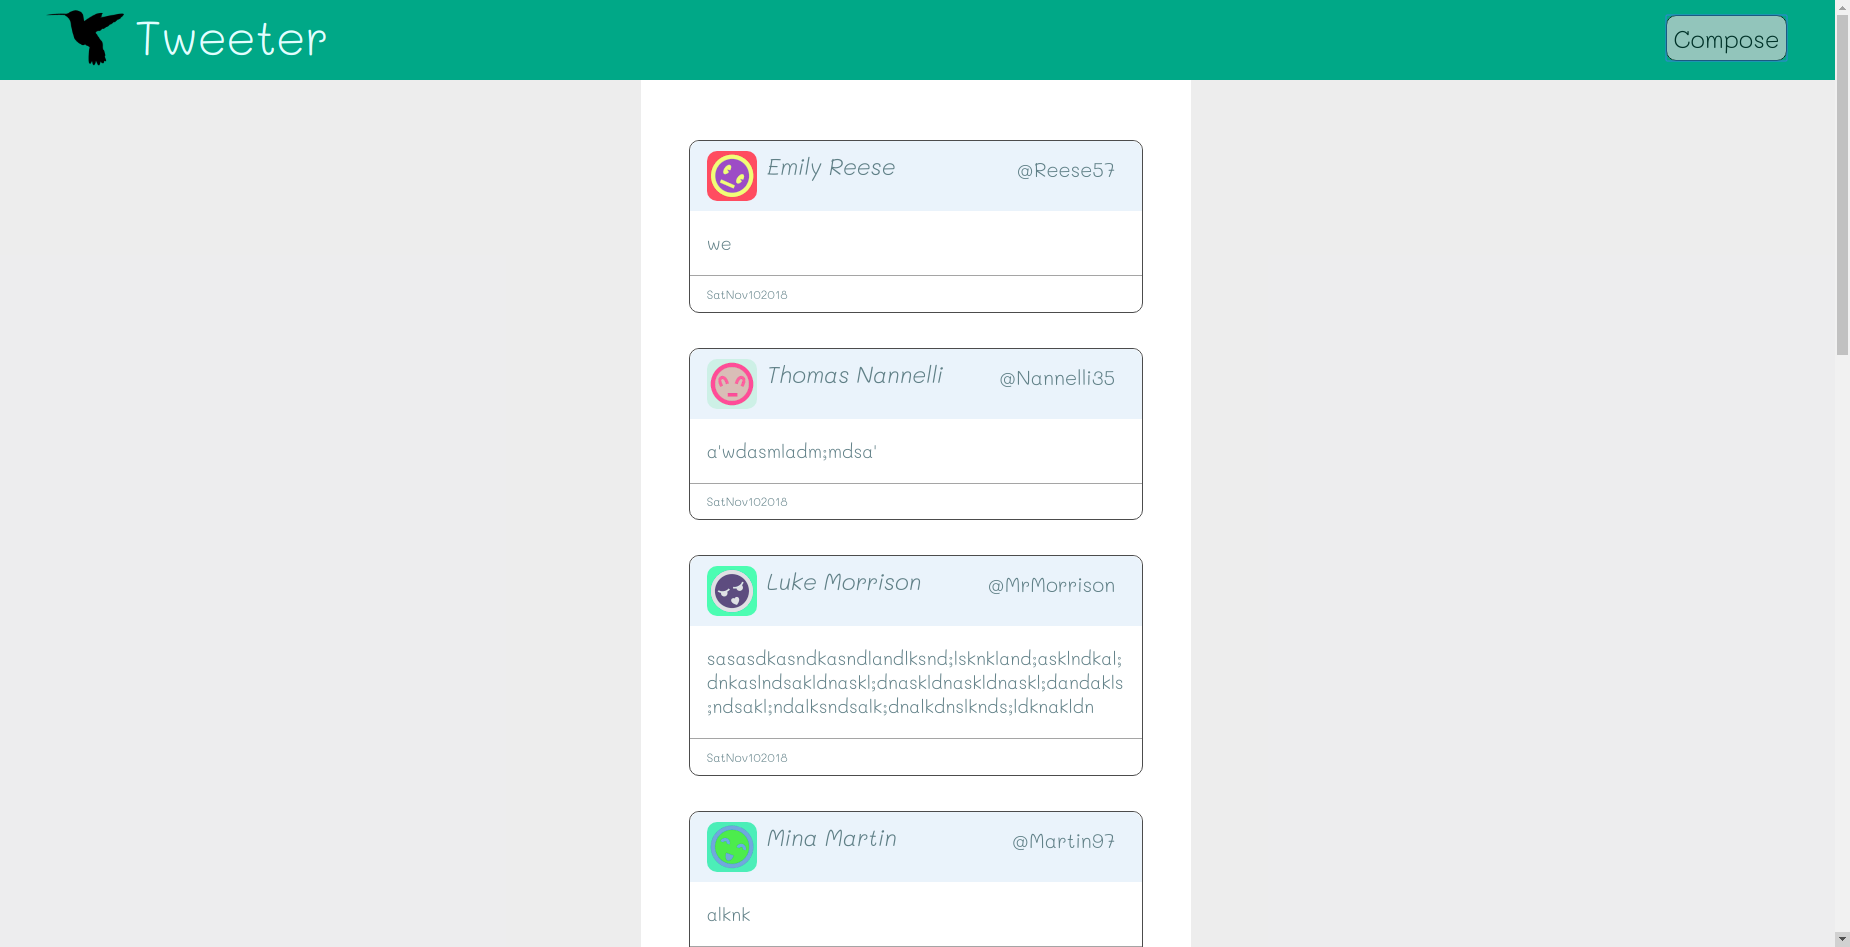 Tweeter
Compose
Emily Reese @Reese57
we
SatNov102018
Thomas Nannelli @Nannelli35
a'wdasmladm;mdsa'
SatNov102018
Luke Morrison @MrMorrison
sasasdkasndkasndlandlksnd;lsknkland;asklndkal;
dnkaslndsakldnaskl;dnaskldnaskldnaskl;dandakls
;ndsakl;ndalksndsalk;dnalkdnslknds;ldknakldn
SatNov102018
Mina Martin @Martin97
alknk